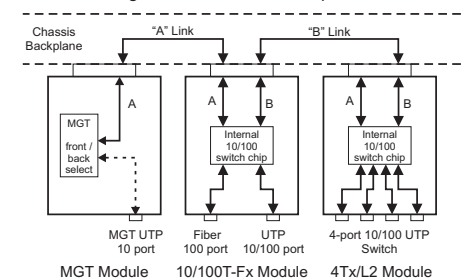 Chassis
Backplane
"A" Link
"B" Link
A
A
B
A
B
MGT
front /
back
select
Internal
10/100
switch chip
Internal
10/100
switch chip
MGT UTP
10 port
Fiber
100 port
UTP
10/100 port
4-port 10/100 UTP
Switch
MGT Module
10/100T-Fx Module
4Tx/L2 Module